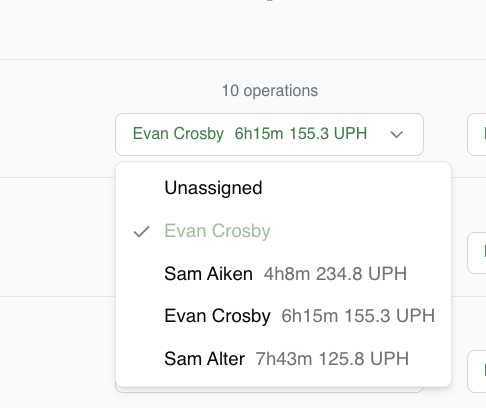 10 operations
Evan Crosby 6h15m 155.3 UPH
Unassigned
Evan Crosby
Sam Aiken 4h8m 234.8 UPH
Evan Crosby 6h15m 155.3 UPH
Sam Alter 7h43m 125.8 UPH